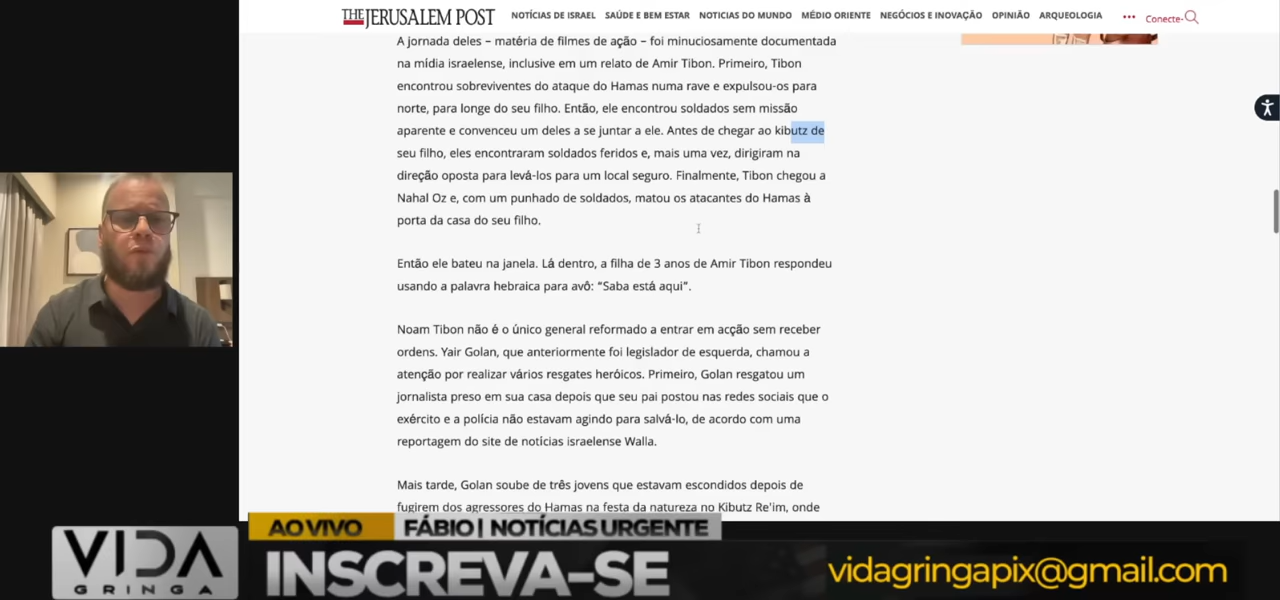 THE JERUSALEM POST
NOTÍCIAS DE ISRAEL SAÚDE E BEM ESTAR NOTICIAS DO MUNDO MÉDIO ORIENTE NEGÓCIOS E INOVAÇÃO OPINIÃO ARQUEOLOGIA ••• Conecte-
A jornada deles – matéria de filmes de ação – foi minuciosamente documentada
na mídia israelense, inclusive em um relato de Amir Tibon. Primeiro, Tibon
encontrou sobreviventes do ataque do Hamas numa rave e expulsou-os para
norte, para longe do seu filho. Então, ele encontrou soldados sem missão
aparente e convenceu um deles a se juntar a ele. Antes de chegar ao kibutz de
seu filho, eles encontraram soldados feridos e, mais uma vez, dirigiram na
direção oposta para levá-los para um local seguro. Finalmente, Tibon chegou a
Nahal Oz e, com um punhado de soldados, matou os atacantes do Hamas à
porta da casa do seu filho.
Então ele bateu na janela. Lá dentro, a filha de 3 anos de Amir Tibon respondeu
usando a palavra hebraica para avô: “Saba está aqui”.
Noam Tibon não é o único general reformado a entrar em acção sem receber
ordens. Yair Golan, que anteriormente foi legislador de esquerda, chamou a
atenção por realizar vários resgates heróicos. Primeiro, Golan resgatou um
jornalista preso em sua casa depois que seu pai postou nas redes sociais que o
exército e a polícia não estavam agindo para salvá-lo, de acordo com uma
reportagem do site de notícias israelense Walla.
Mais tarde, Golan soube de três jovens que estavam escondidos depois de
fugirem dos agressores do Hamas na festa da natureza no Kibutz Re'im, onde
AO VIVO FÁBIO | NOTÍCIAS URGENTE
VIDA
GRINGA
INSCREVA-SE
vidagringapix@gmail.com